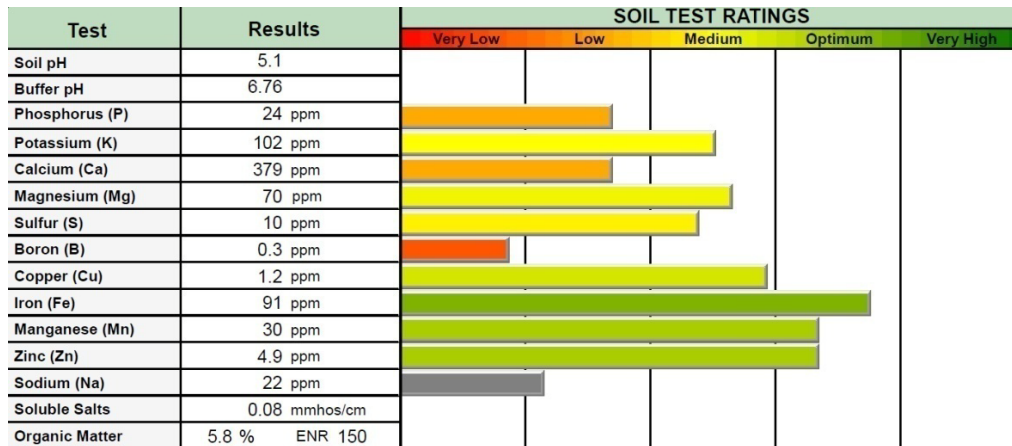 Test Results SOIL TEST RATINGS
Very Low Low Medium Optimum Very High
Soil pH 5.1
Buffer pH 6.76
Phosphorus (P) 24 ppm
Potassium (K) 102 ppm
Calcium (Ca) 379 ppm
Magnesium (Mg) 70 ppm
Sulfur (S) 10 ppm
Boron (B) 0.3 ppm
Copper (Cu) 1.2 ppm
Iron (Fe) 91 ppm
Manganese (Mn) 30 ppm
Zinc (Zn) 4.9 ppm
Sodium (Na) 22 ppm
Soluble Salts 0.08 mmhos/cm
Organic Matter 5.8 % ENR 150